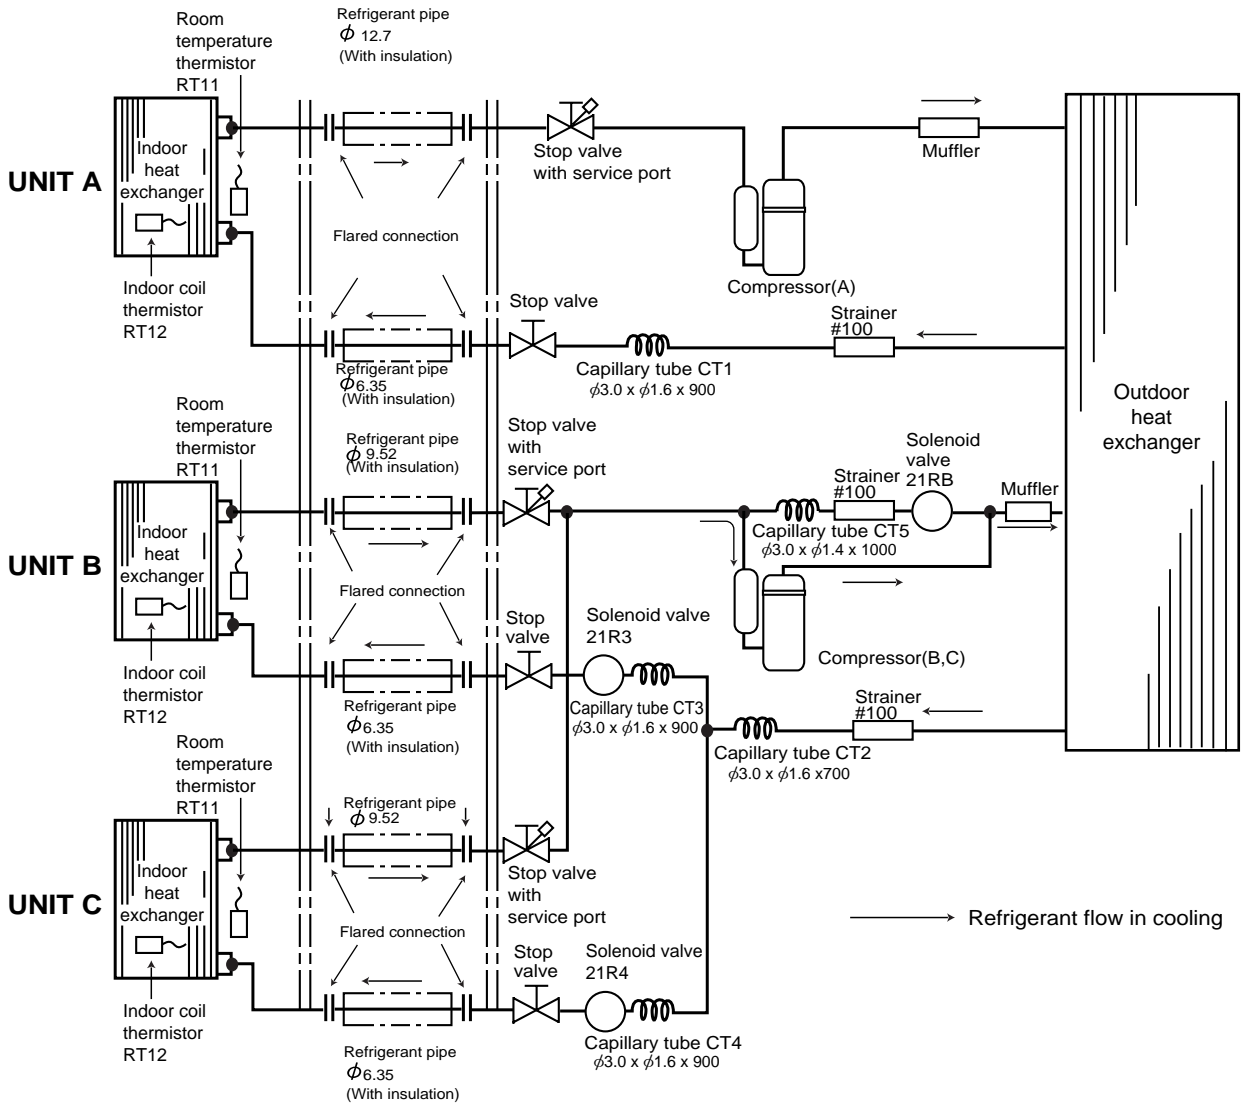 Room
temperature
thermistor
RT11
Refrigerant pipe
ϕ 12.7
(With insulation)
UNIT A
Indoor
heat
exchanger
Stop valve
with service port
Muffler
Flared connection
Compressor(A)
Indoor coil
thermistor
RT12
Stop valve
Strainer
#100
Refrigerant pipe
ϕ6.35
(With insulation)
Capillary tube CT1
ϕ3.0 x ϕ1.6 x 900
Outdoor
heat
exchanger
Room
temperature
thermistor
RT11
Refrigerant pipe
ϕ 9.52
(With insulation)
Stop valve
with
service port
Strainer
#100
Solenoid
valve
21RB
Muffler
Capillary tube CT5
ϕ3.0 x ϕ1.4 x 1000
UNIT B
Indoor
heat
exchanger
Flared connection
Stop
valve
Solenoid valve
21R3
Compressor(B,C)
Indoor coil
thermistor
RT12
Refrigerant pipe
ϕ6.35
(With insulation)
Capillary tube CT3
ϕ3.0 x ϕ1.6 x 900
Strainer
#100
Capillary tube CT2
ϕ3.0 x ϕ1.6 x700
Room
temperature
thermistor
RT11
Refrigerant pipe
ϕ 9.52
Stop valve
with
service port
UNIT C
Indoor
heat
exchanger
Flared connection
Refrigerant flow in cooling
Stop
valve
Solenoid valve
21R4
Indoor coil
thermistor
RT12
Refrigerant pipe
ϕ6.35
(With insulation)
Capillary tube CT4
ϕ3.0 x ϕ1.6 x 900